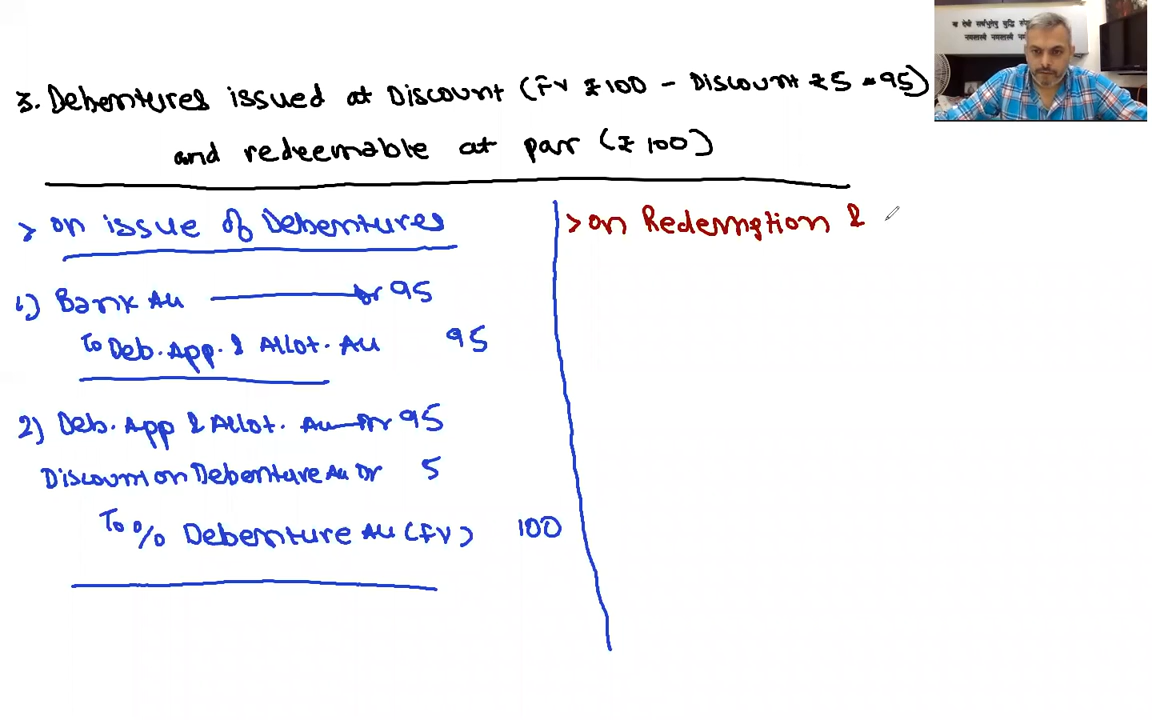 3. Debentures issued at Discount (FV ₹100 - Discount ₹5 = 95)
and redeemable at par (₹100)
> on issue of Debentures
1) Bank A/c Dr 95
To Deb. App. & Allot. A/c 95
2) Deb. App & Allot. A/c Dr 95
Discount on Debenture A/c Dr 5
To % Debenture A/c (FV) 100
> on Redemption &